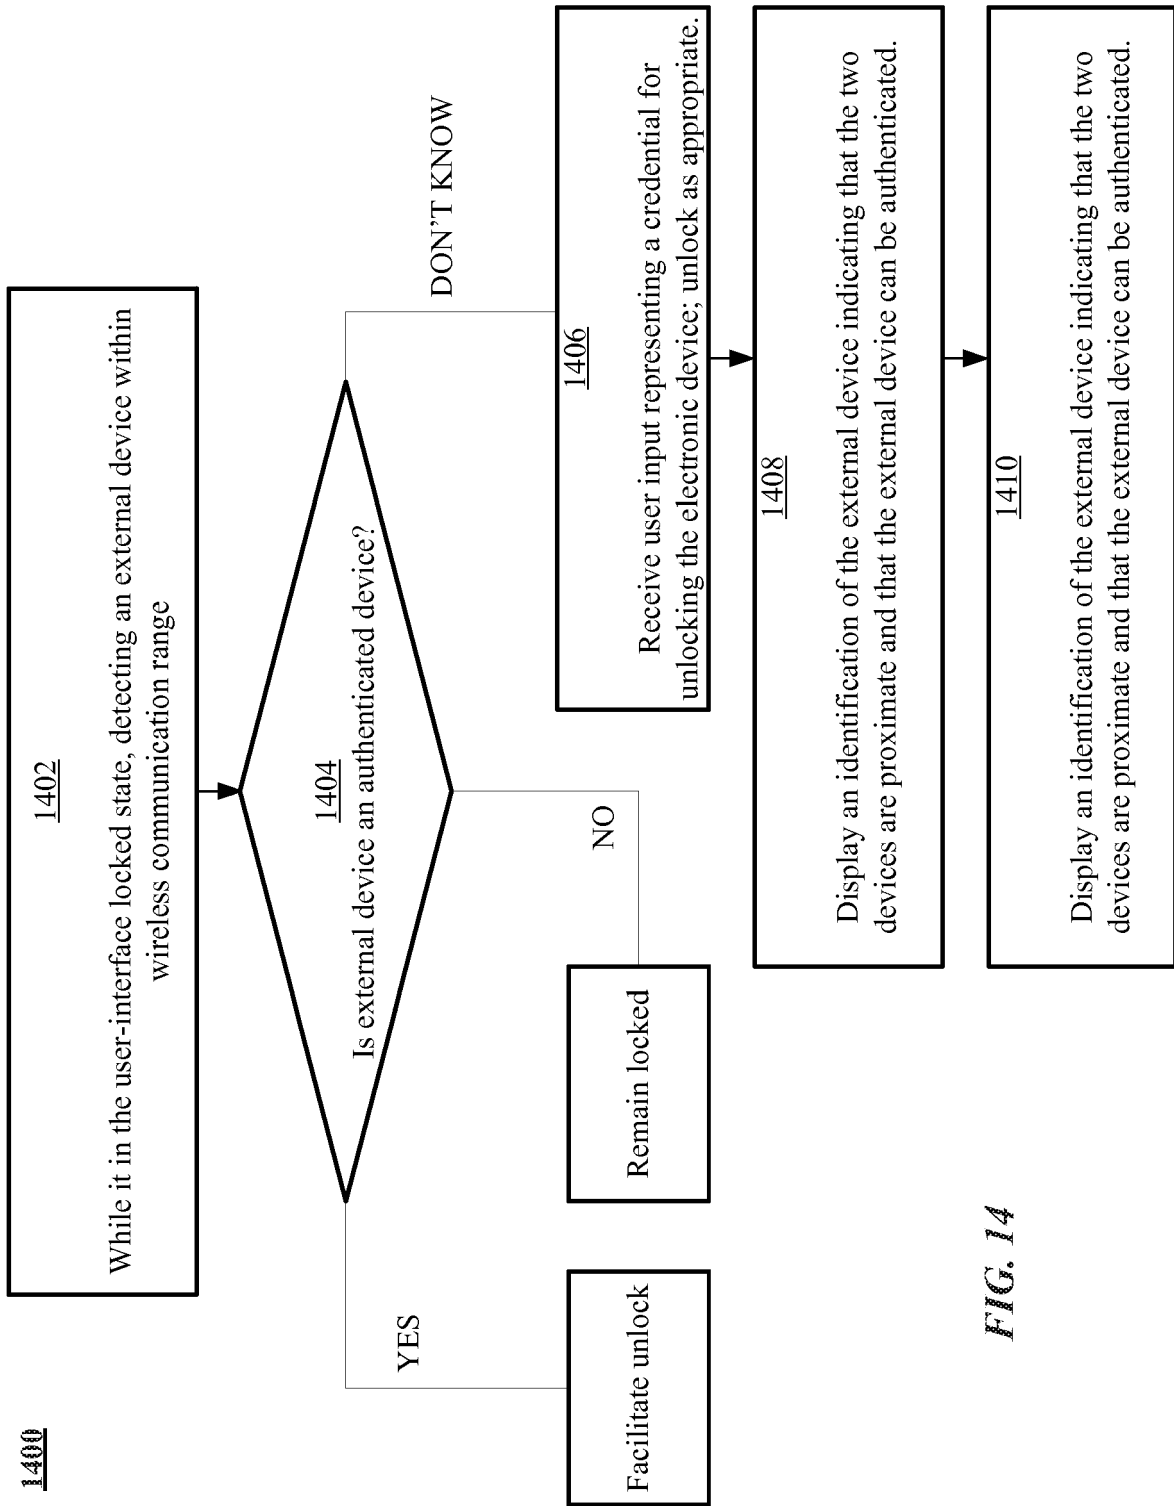 1400
1402
While it in the user-interface locked state, detecting an external device within
wireless communication range
1404
Is external device an authenticated device?
YES
NO
DON'T KNOW
Facilitate unlock
Remain locked
1406
Receive user input representing a credential for
unlocking the electronic device; unlock as appropriate.
1408
Display an identification of the external device indicating that the two
devices are proximate and that the external device can be authenticated.
1410
Display an identification of the external device indicating that the two
devices are proximate and that the external device can be authenticated.
FIG. 14